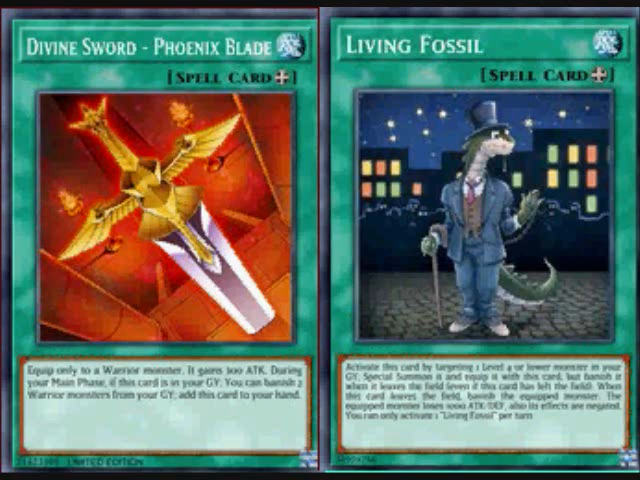 Divine Sword - Phoenix Blade
[Spell Card]
Equip only to a Warrior monster. It gains 300 ATK. During
your Main Phase, if this card is in your GY: You can banish 2
Warrior monsters from your GY; add this card to your hand.
LIMITED EDITION
Living Fossil
[Spell Card]
Activate this card by targeting 1 Level 4 or lower monster in your
GY; Special Summon it and equip it with this card, but banish it
when it leaves the field (even if this card has left the field). When
this card leaves the field, banish the equipped monster. The
equipped monster loses 1000 ATK/DEF, also its effects are negated.
You can only activate 1 "Living Fossil" per turn